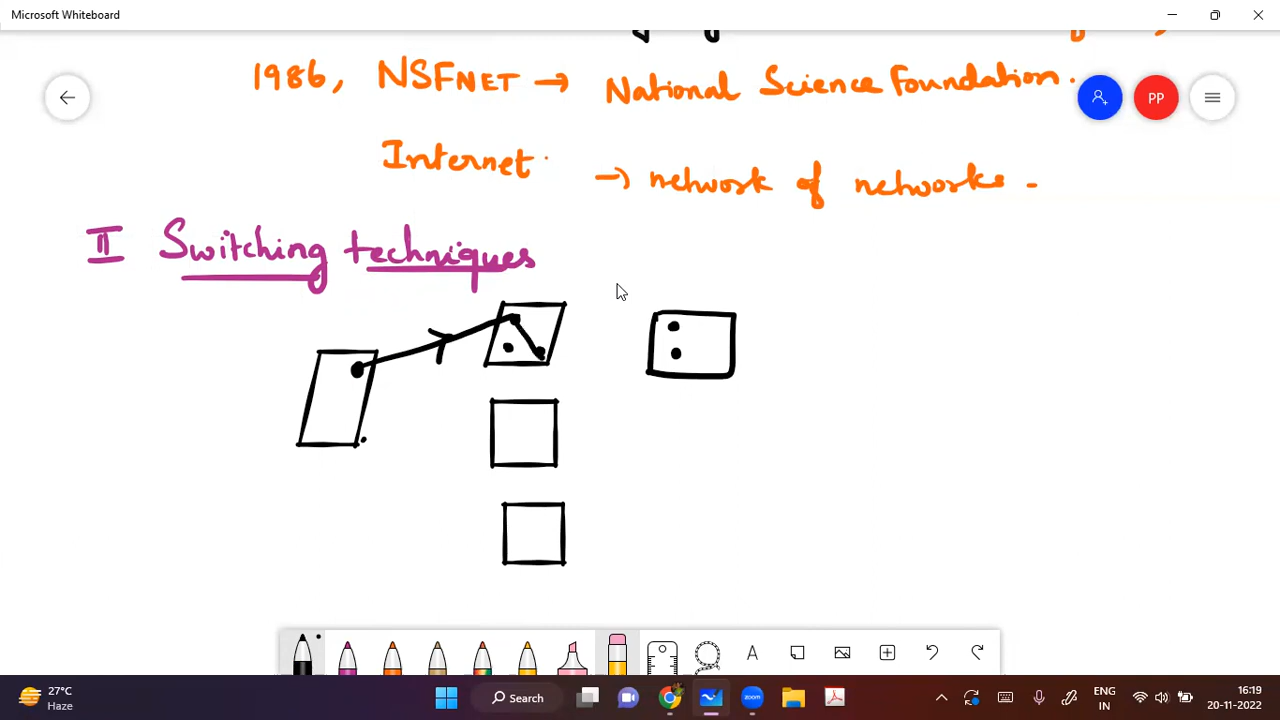 Microsoft Whiteboard
1986, NSFNET → National Science Foundation.
PP
Internet. → network of networks.
II Switching techniques
A
27°C
Haze
Search
zoom
ENG
IN
16:19
20-11-2022